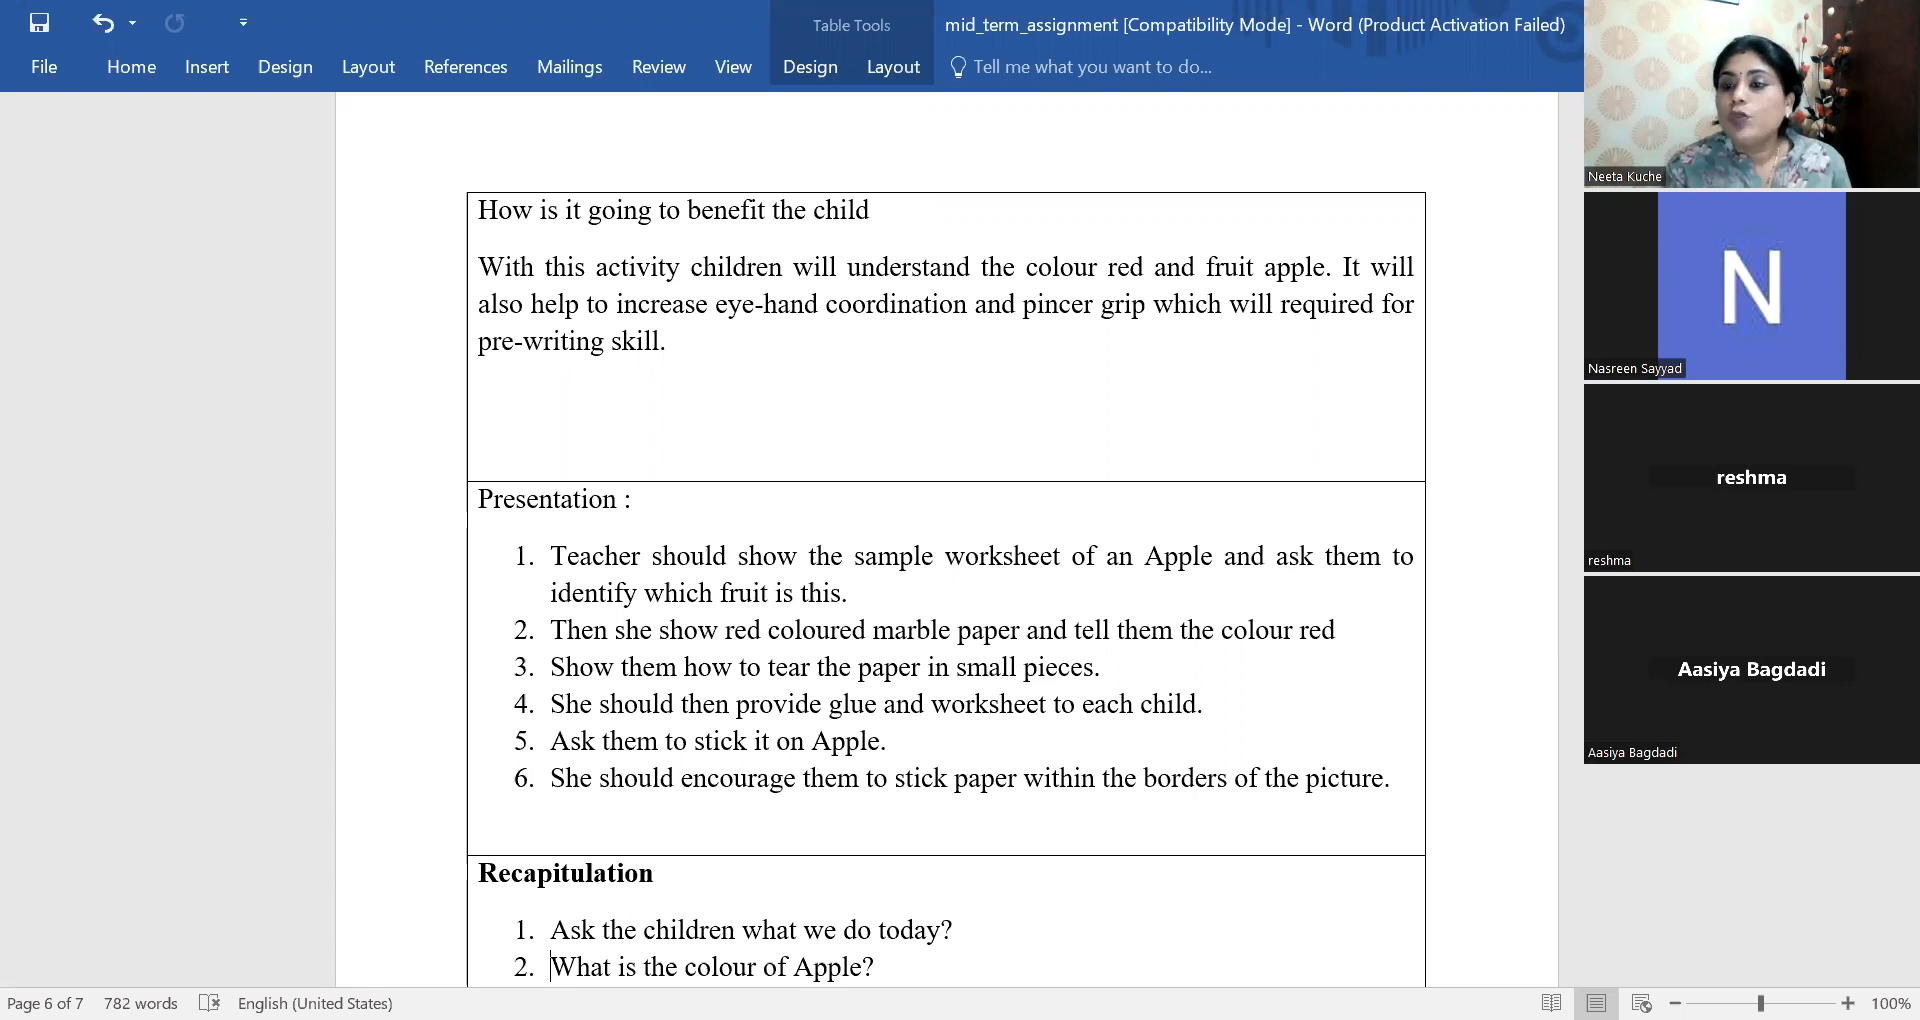 Table Tools
mid_term_assignment [Compatibility Mode] - Word (Product Activation Failed)
File Home Insert Design Layout References Mailings Review View Design Layout Tell me what you want to do...
How is it going to benefit the child
With this activity children will understand the colour red and fruit apple. It will
also help to increase eye-hand coordination and pincer grip which will required for
pre-writing skill.
Presentation :
1. Teacher should show the sample worksheet of an Apple and ask them to
identify which fruit is this.
2. Then she show red coloured marble paper and tell them the colour red
3. Show them how to tear the paper in small pieces.
4. She should then provide glue and worksheet to each child.
5. Ask them to stick it on Apple.
6. She should encourage them to stick paper within the borders of the picture.
Recapitulation
1. Ask the children what we do today?
2. What is the colour of Apple?
Page 6 of 7 782 words English (United States) 100%
Neeta Kuche
N
Nasreen Sayyad
reshma
reshma
Aasiya Bagdadi
Aasiya Bagdadi